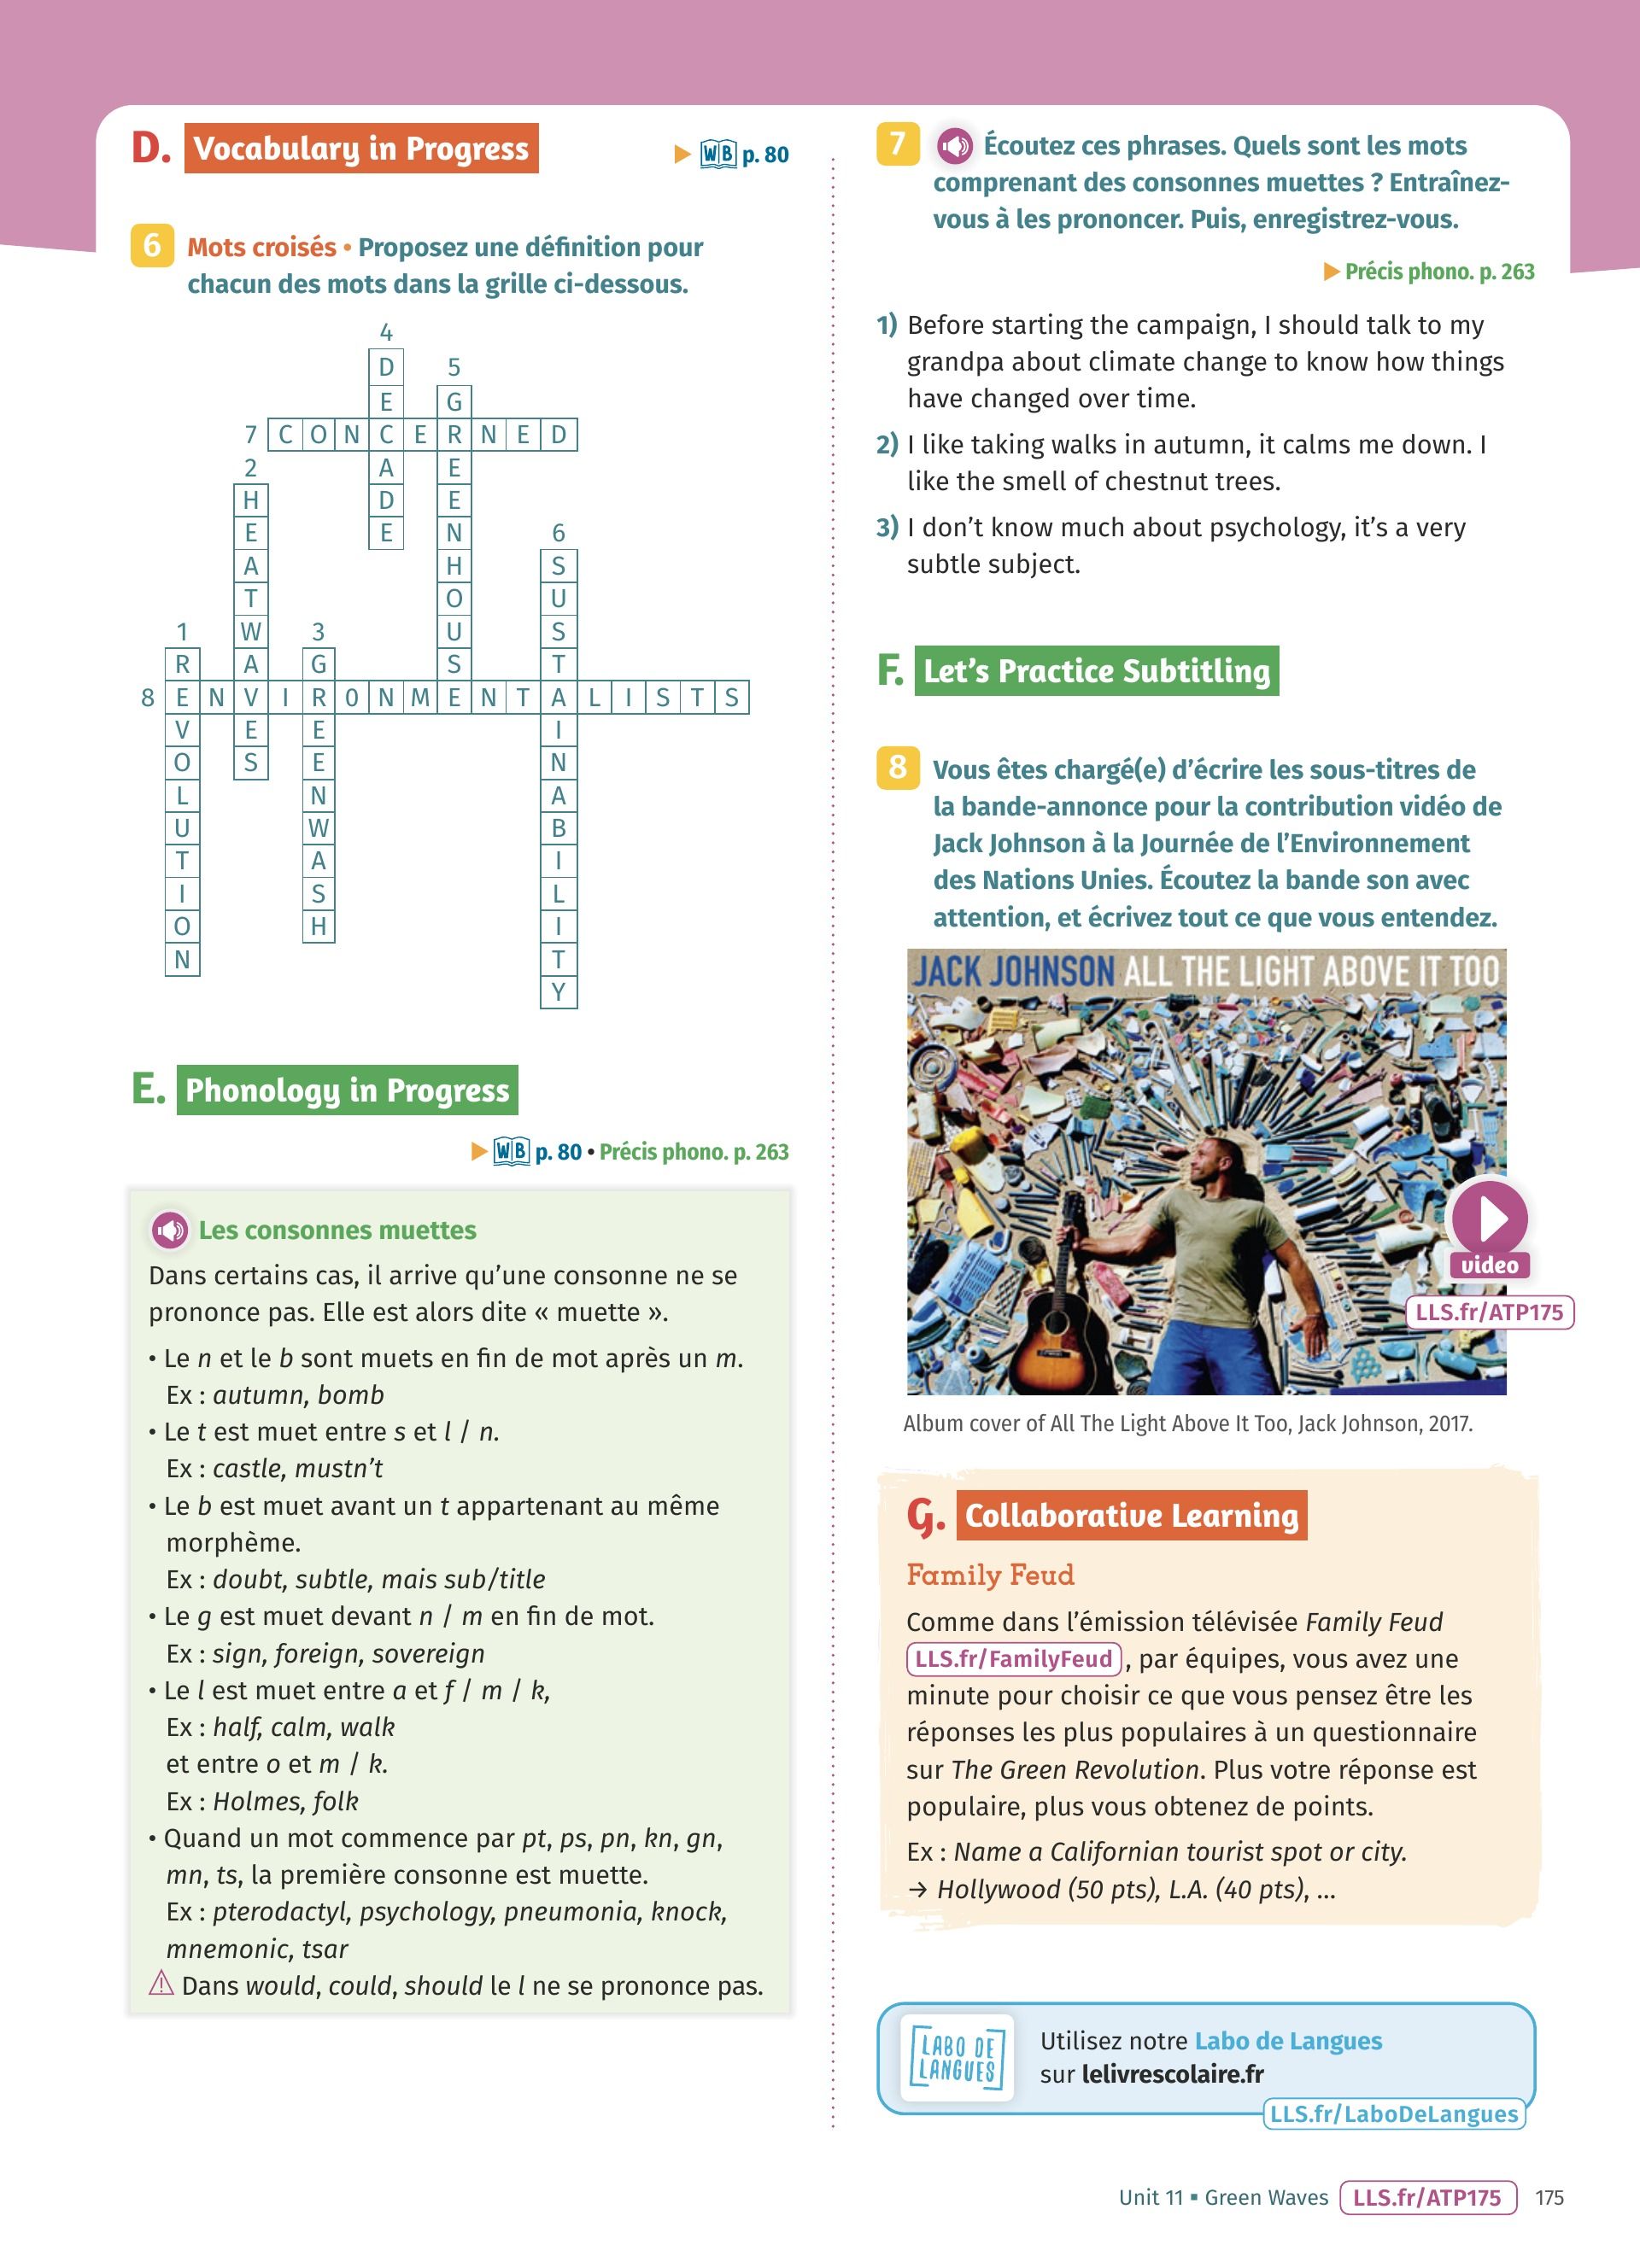 D. Vocabulary in Progress
WB p. 80
6 Mots croisés • Proposez une définition pour
chacun des mots dans la grille ci-dessous.
4
D 5
E G
7 C O N C E R N E D
2 A E
H D E
E E N 6
A H S
T O U
1 W 3 U S
R A G S T
8 E N V I R O N M E N T A L I S T S
V E E I
O S E N
L N A
U W B
T A I
I S L
O H I
N T
Y
E. Phonology in Progress
WB p. 80 • Précis phono. p. 263
Les consonnes muettes
Dans certains cas, il arrive qu’une consonne ne se
prononce pas. Elle est alors dite « muette ».
• Le n et le b sont muets en fin de mot après un m.
Ex : autumn, bomb
• Le t est muet entre s et l / n.
Ex : castle, mustn’t
• Le b est muet avant un t appartenant au même
morphème.
Ex : doubt, subtle, mais sub/title
• Le g est muet devant n / m en fin de mot.
Ex : sign, foreign, sovereign
• Le l est muet entre a et f / m / k,
Ex : half, calm, walk
et entre o et m / k.
Ex : Holmes, folk
• Quand un mot commence par pt, ps, pn, kn, gn,
mn, ts, la première consonne est muette.
Ex : pterodactyl, psychology, pneumonia, knock,
mnemonic, tsar
⚠ Dans would, could, should le l ne se prononce pas.
7 Écoutez ces phrases. Quels sont les mots
comprenant des consonnes muettes ? Entraînez-
vous à les prononcer. Puis, enregistrez-vous.
Précis phono. p. 263
1) Before starting the campaign, I should talk to my
grandpa about climate change to know how things
have changed over time.
2) I like taking walks in autumn, it calms me down. I
like the smell of chestnut trees.
3) I don’t know much about psychology, it’s a very
subtle subject.
F. Let’s Practice Subtitling
8 Vous êtes chargé(e) d’écrire les sous-titres de
la bande-annonce pour la contribution vidéo de
Jack Johnson à la Journée de l’Environnement
des Nations Unies. Écoutez la bande son avec
attention, et écrivez tout ce que vous entendez.
JACK JOHNSON ALL THE LIGHT ABOVE IT TOO
video
LLS.fr/ATP175
Album cover of All The Light Above It Too, Jack Johnson, 2017.
G. Collaborative Learning
Family Feud
Comme dans l’émission télévisée Family Feud
LLS.fr/FamilyFeud , par équipes, vous avez une
minute pour choisir ce que vous pensez être les
réponses les plus populaires à un questionnaire
sur The Green Revolution. Plus votre réponse est
populaire, plus vous obtenez de points.
Ex : Name a Californian tourist spot or city.
→ Hollywood (50 pts), L.A. (40 pts), ...
LABO DE
LANGUES
Utilisez notre Labo de Langues
sur lelivrescolaire.fr
LLS.fr/LaboDeLangues
Unit 11 ▪ Green Waves LLS.fr/ATP175 175